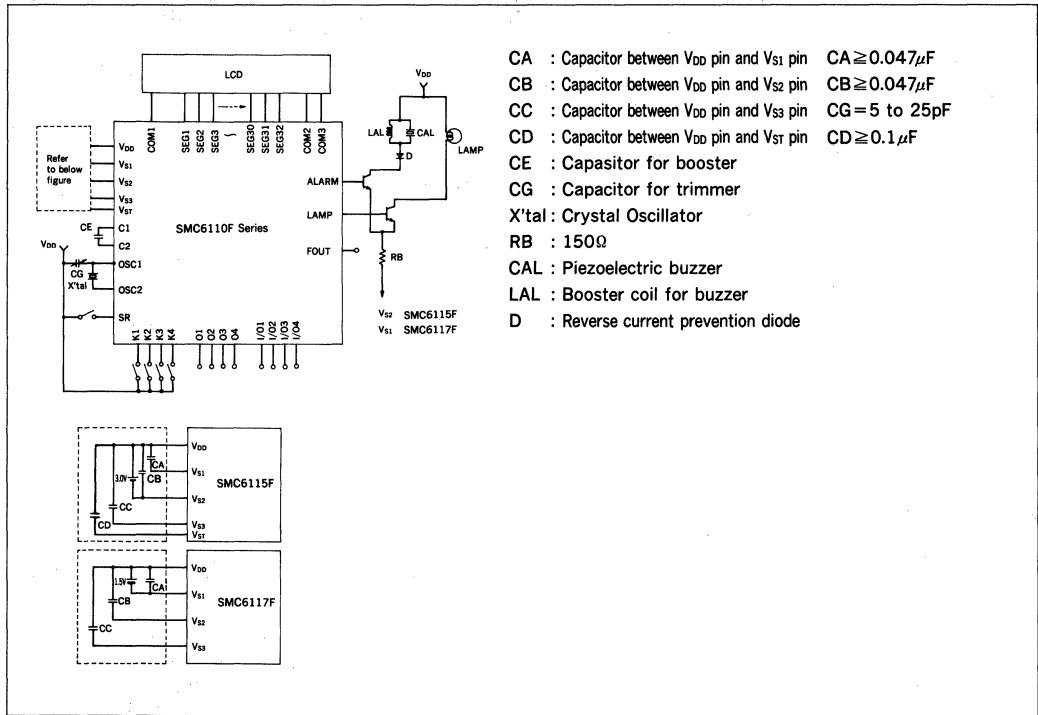 LCD
COM1
SEG1
SEG2
SEG3
SEG30
SEG31
SEG32
COM2
COM3
Refer
to below
figure
VDD
VS1
VS2
VS3
VST
C1
C2
CE
VDD
OSC1
CG
X'tal
OSC2
SR
SMC6110F Series
ALARM
LAMP
FOUT
K1
K2
K3
K4
O1
O2
O3
O4
I/O1
I/O2
I/O3
I/O4
VDD
LAL
CAL
D
LAMP
RB
VS2 SMC6115F
VS1 SMC6117F
CA : Capacitor between VDD pin and VS1 pin CA≧0.047μF
CB : Capacitor between VDD pin and VS2 pin CB≧0.047μF
CC : Capacitor between VDD pin and VS3 pin CG=5 to 25pF
CD : Capacitor between VDD pin and VST pin CD≧0.1μF
CE : Capasitor for booster
CG : Capacitor for trimmer
X'tal : Crystal Oscillator
RB : 150Ω
CAL : Piezoelectric buzzer
LAL : Booster coil for buzzer
D : Reverse current prevention diode
VDD
CA
VS1
3.0V
CB
SMC6115F
VS2
CC
CD
VS3
VST
VDD
1.5V
CA
VS1
CB
SMC6117F
VS2
CC
VS3